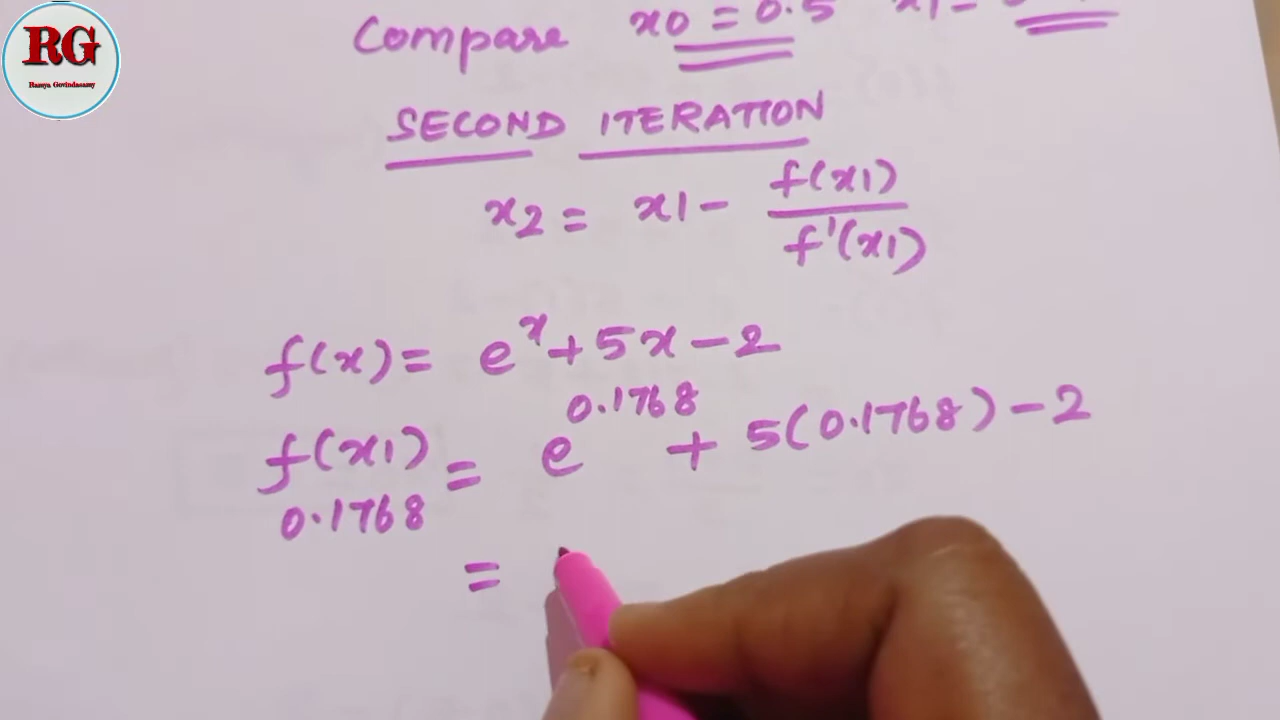 RG
Ramya Govindasamy
Compare x0 = 0.5 x1 =
SECOND ITERATION
x2 = x1 - f(x1)
f'(x1)
f(x) = e^x + 5x - 2
f(x1) = e^0.1768 + 5(0.1768) - 2
0.1768
=